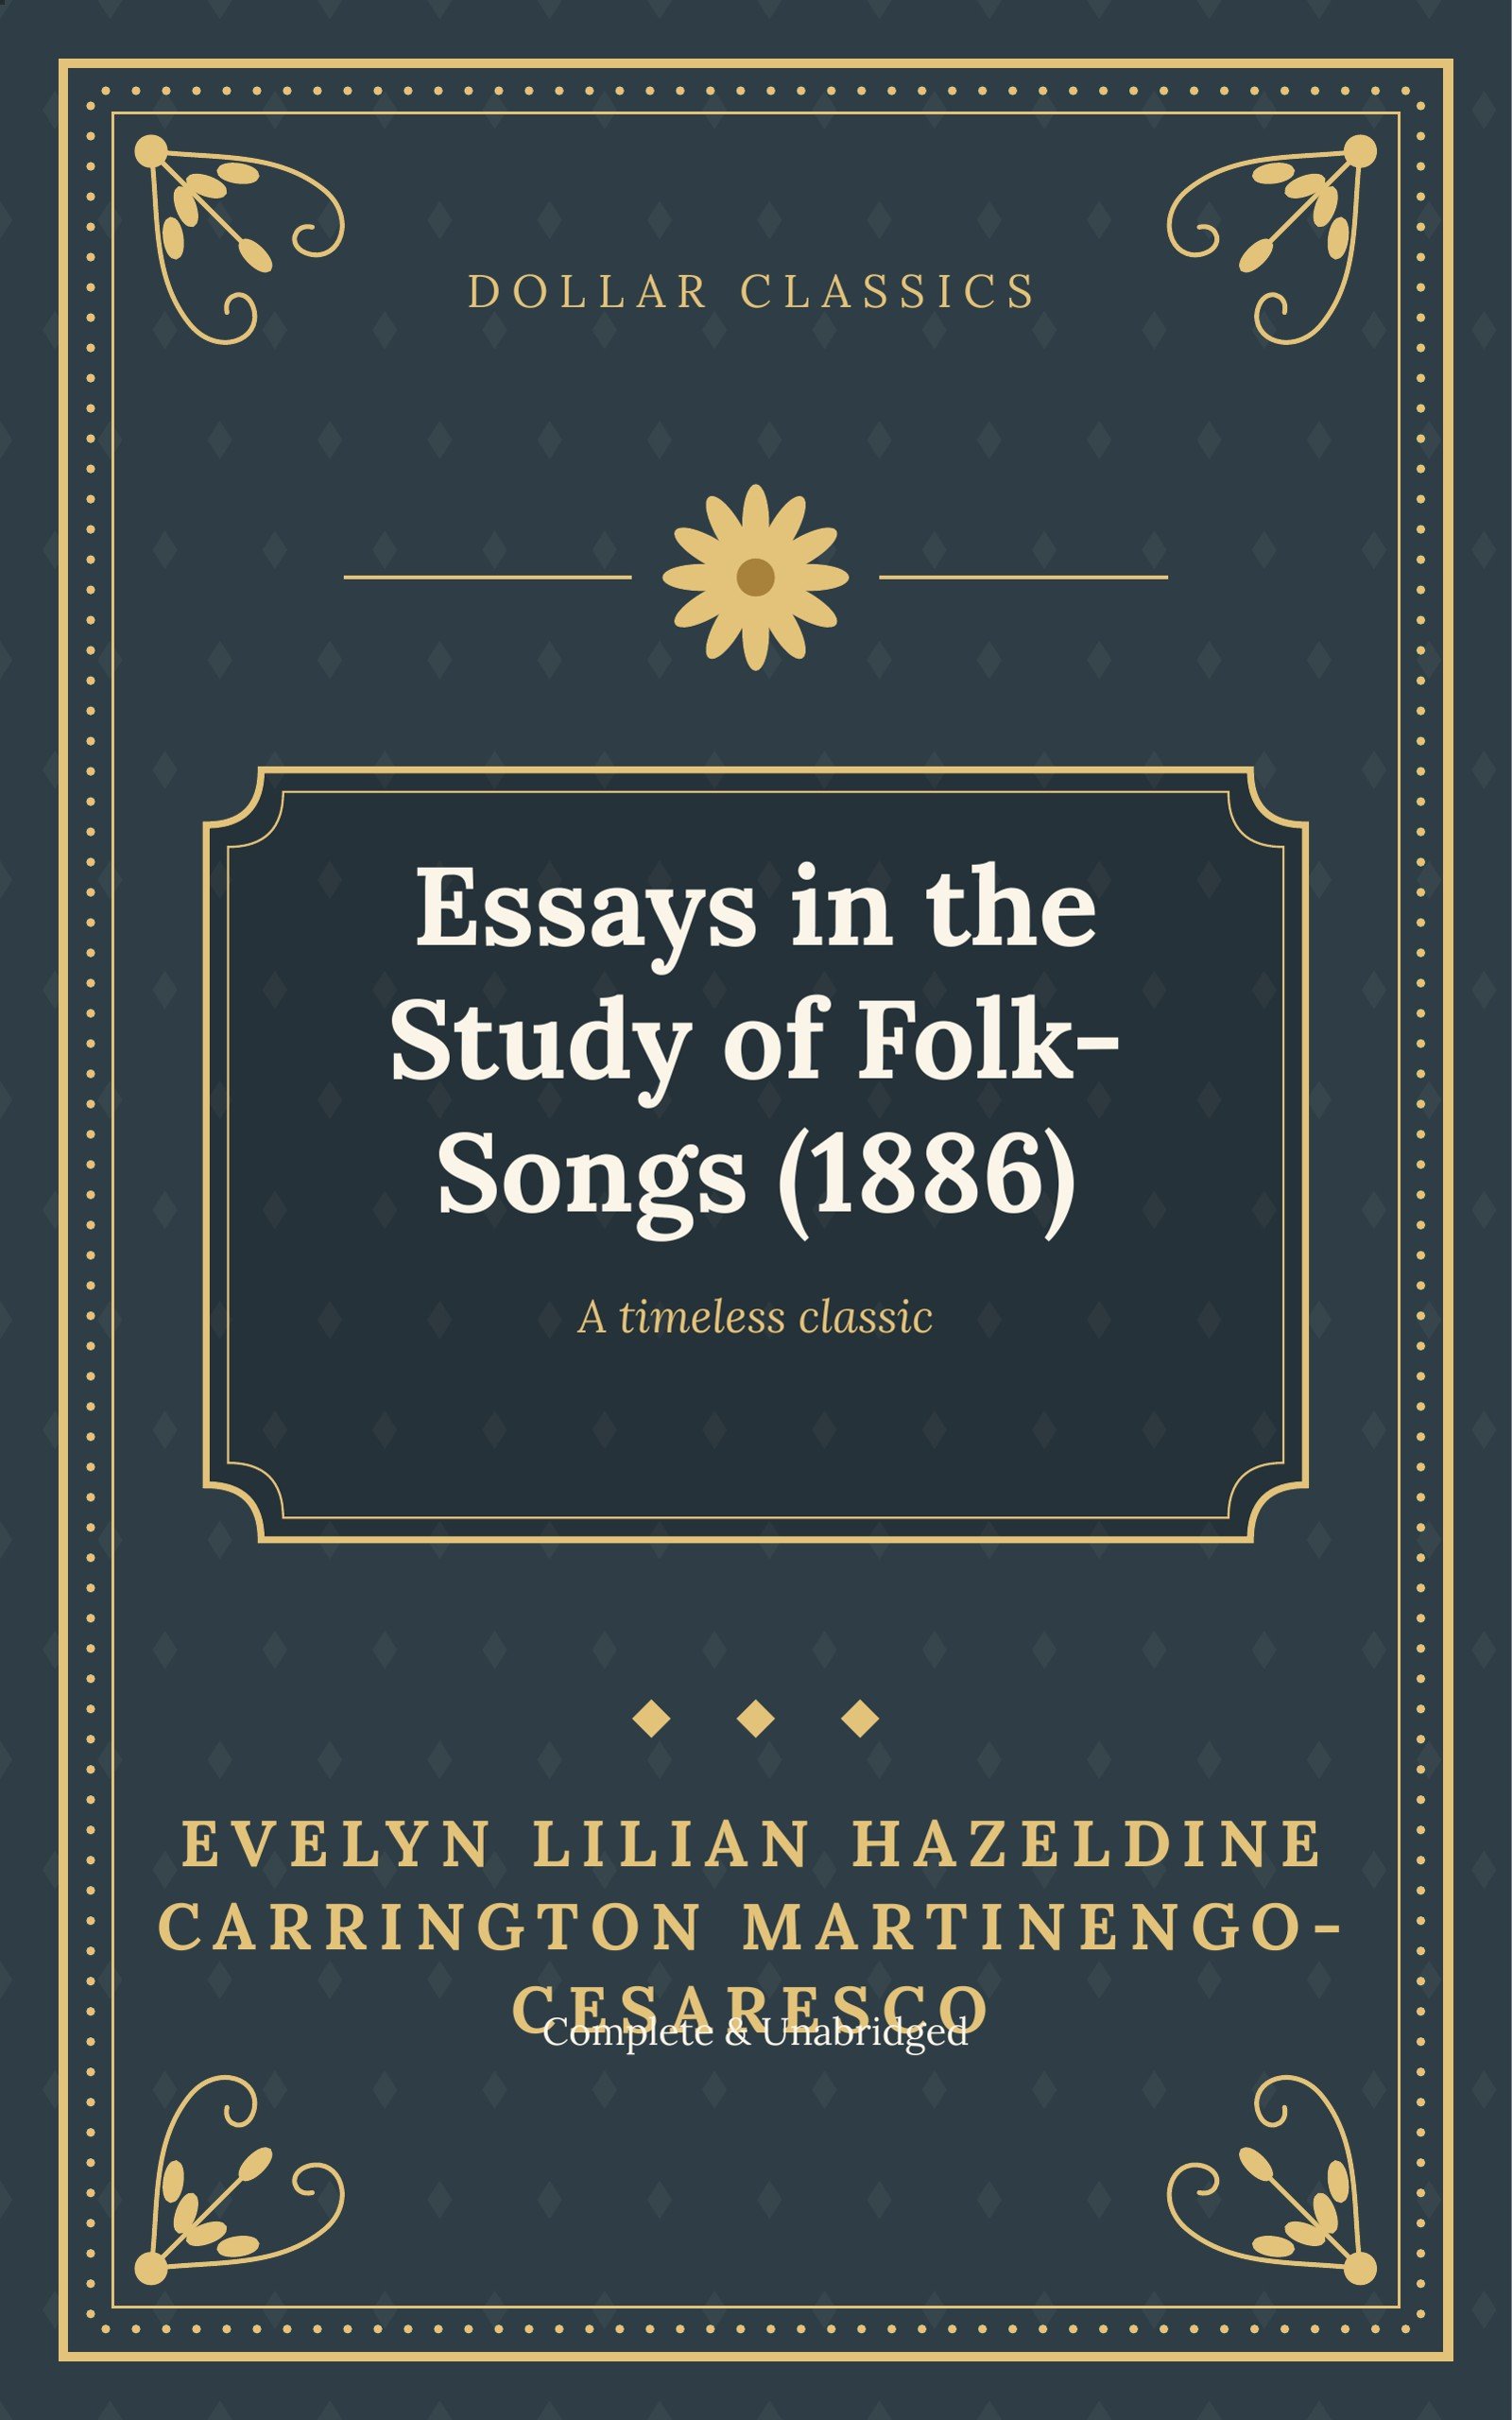 DOLLAR CLASSICS
Essays in the
Study of Folk-
Songs (1886)
A timeless classic
EVELYN LILIAN HAZELDINE
CARRINGTON MARTINENGO-
CESARESCO
Complete & Unabridged